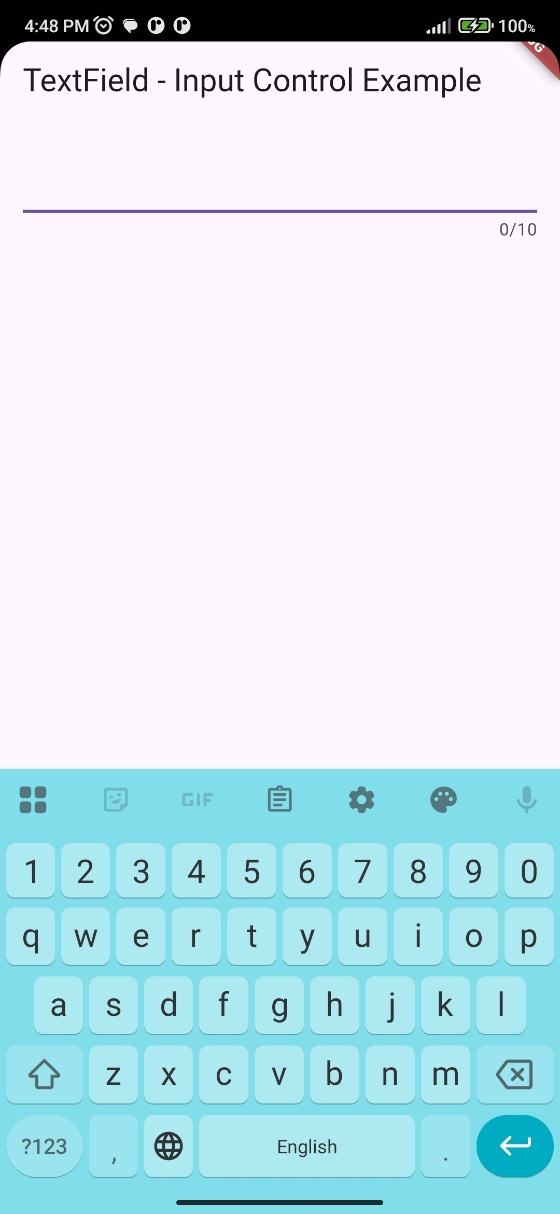 4:48 PM 100%
TextField - Input Control Example
0/10
GIF
1 2 3 4 5 6 7 8 9 0
q w e r t y u i o p
a s d f g h j k l
z x c v b n m
?123 , English .